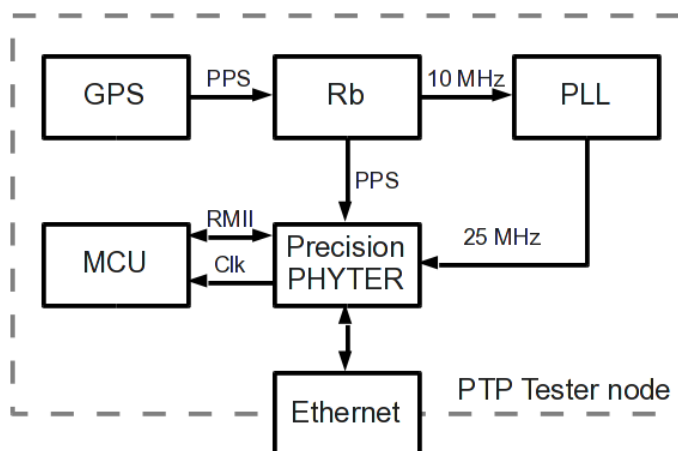 GPS
PPS
Rb
10 MHz
PLL
PPS
MCU
RMII
Clk
Precision
PHYTER
25 MHz
Ethernet
PTP Tester node